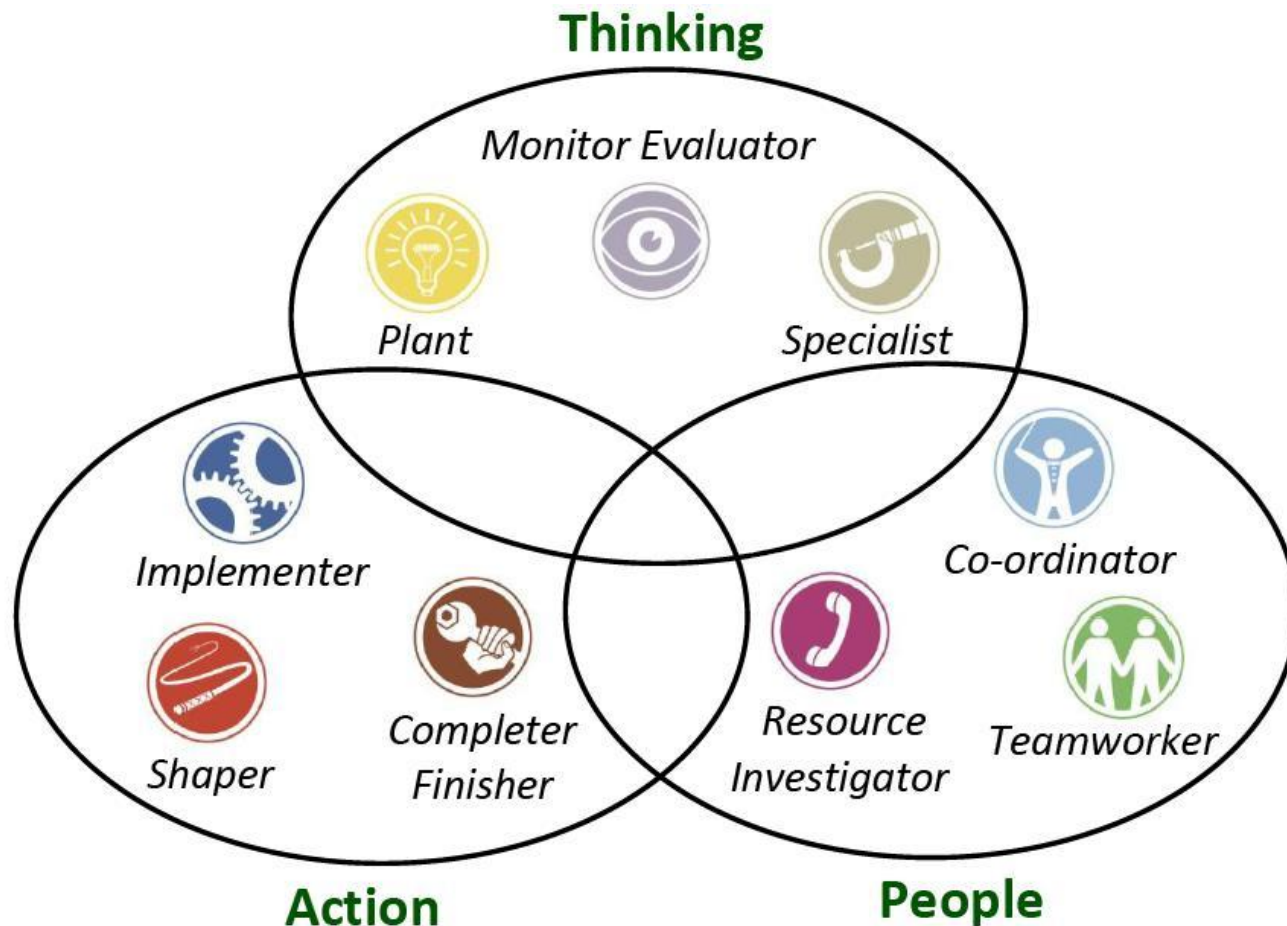 Thinking
Monitor Evaluator
Plant
Specialist
Implementer
Shaper
Completer
Finisher
Co-ordinator
Resource
Investigator
Teamworker
Action
People